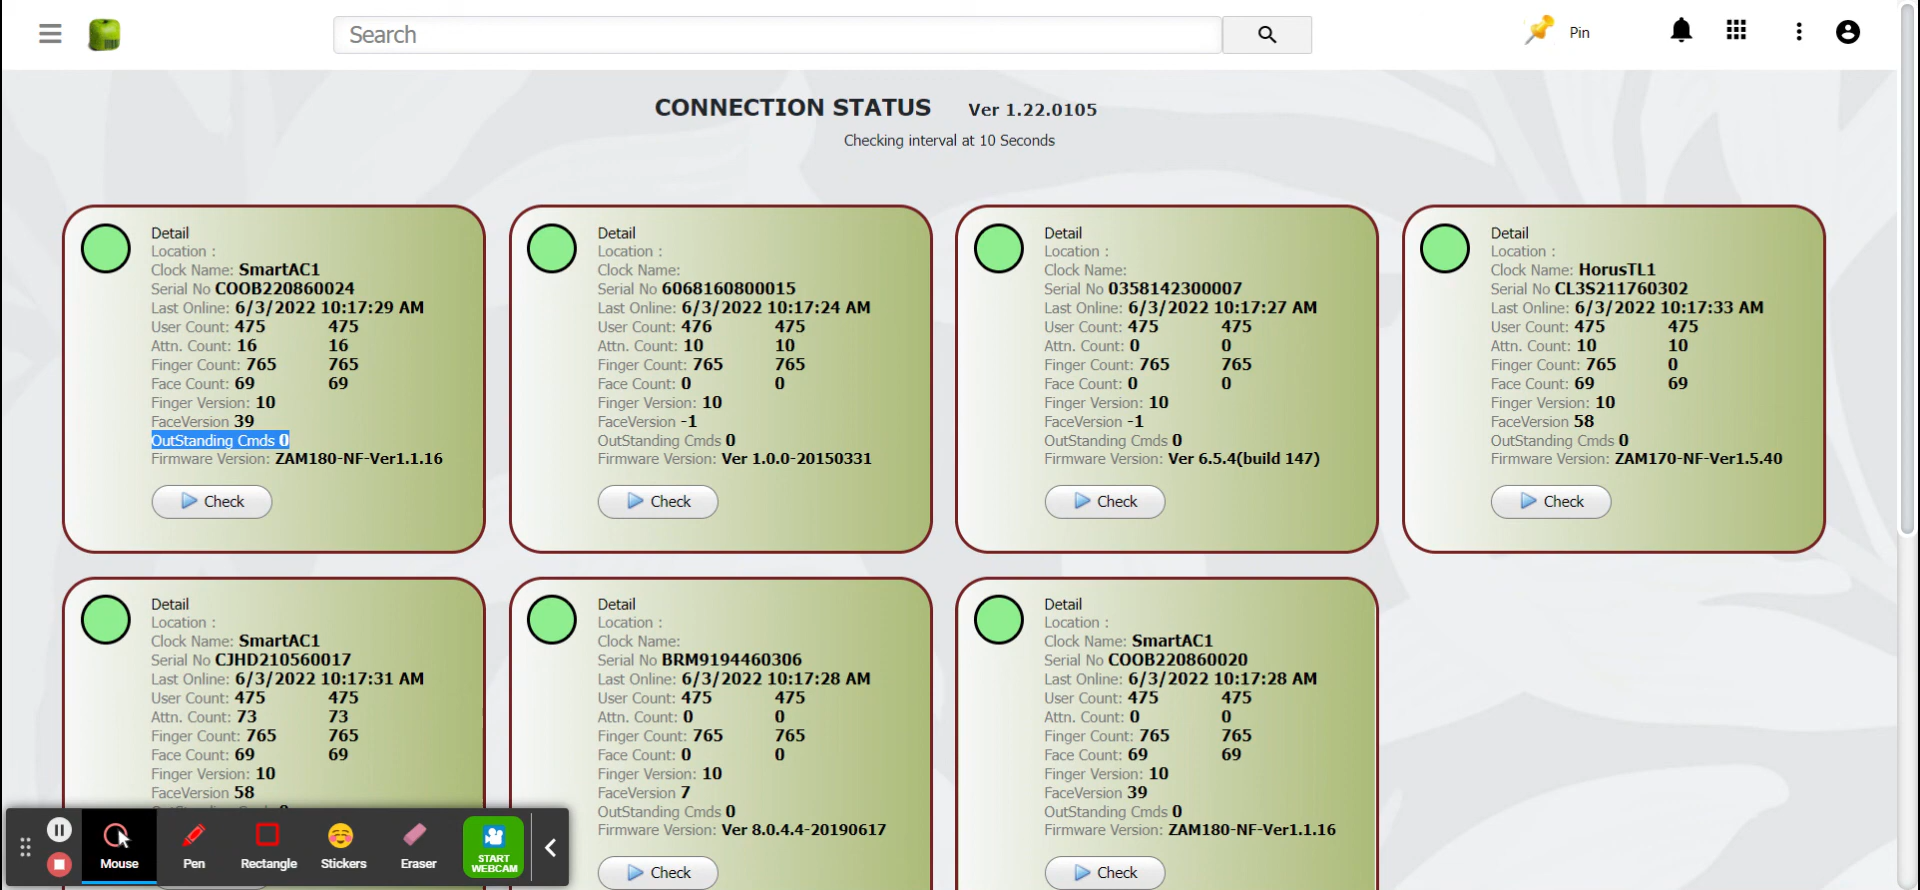 Search
Pin
CONNECTION STATUS Ver 1.22.0105
Checking interval at 10 Seconds
Detail
Location :
Clock Name: SmartAC1
Serial No COOB220860024
Last Online: 6/3/2022 10:17:29 AM
User Count: 475 475
Attn. Count: 16 16
Finger Count: 765 765
Face Count: 69 69
Finger Version: 10
FaceVersion 39
OutStanding Cmds 0
Firmware Version: ZAM180-NF-Ver1.1.16
Check
Detail
Location :
Clock Name:
Serial No 6068160800015
Last Online: 6/3/2022 10:17:24 AM
User Count: 476 475
Attn. Count: 10 10
Finger Count: 765 765
Face Count: 0 0
Finger Version: 10
FaceVersion -1
OutStanding Cmds 0
Firmware Version: Ver 1.0.0-20150331
Check
Detail
Location :
Clock Name:
Serial No 0358142300007
Last Online: 6/3/2022 10:17:27 AM
User Count: 475 475
Attn. Count: 0 0
Finger Count: 765 765
Face Count: 0 0
Finger Version: 10
FaceVersion -1
OutStanding Cmds 0
Firmware Version: Ver 6.5.4(build 147)
Check
Detail
Location :
Clock Name: HorusTL1
Serial No CL3S211760302
Last Online: 6/3/2022 10:17:33 AM
User Count: 475 475
Attn. Count: 10 10
Finger Count: 765 0
Face Count: 69 69
Finger Version: 10
FaceVersion 58
OutStanding Cmds 0
Firmware Version: ZAM170-NF-Ver1.5.40
Check
Detail
Location :
Clock Name: SmartAC1
Serial No CJHD210560017
Last Online: 6/3/2022 10:17:31 AM
User Count: 475 475
Attn. Count: 73 73
Finger Count: 765 765
Face Count: 69 69
Finger Version: 10
FaceVersion 58
Detail
Location :
Clock Name:
Serial No BRM9194460306
Last Online: 6/3/2022 10:17:28 AM
User Count: 475 475
Attn. Count: 0 0
Finger Count: 765 765
Face Count: 0 0
Finger Version: 10
FaceVersion 7
OutStanding Cmds 0
Firmware Version: Ver 8.0.4.4-20190617
Check
Detail
Location :
Clock Name: SmartAC1
Serial No COOB220860020
Last Online: 6/3/2022 10:17:28 AM
User Count: 475 475
Attn. Count: 0 0
Finger Count: 765 765
Face Count: 69 69
Finger Version: 10
FaceVersion 39
OutStanding Cmds 0
Firmware Version: ZAM180-NF-Ver1.1.16
Check
Mouse
Pen
Rectangle
Stickers
Eraser
START
WEBCAM